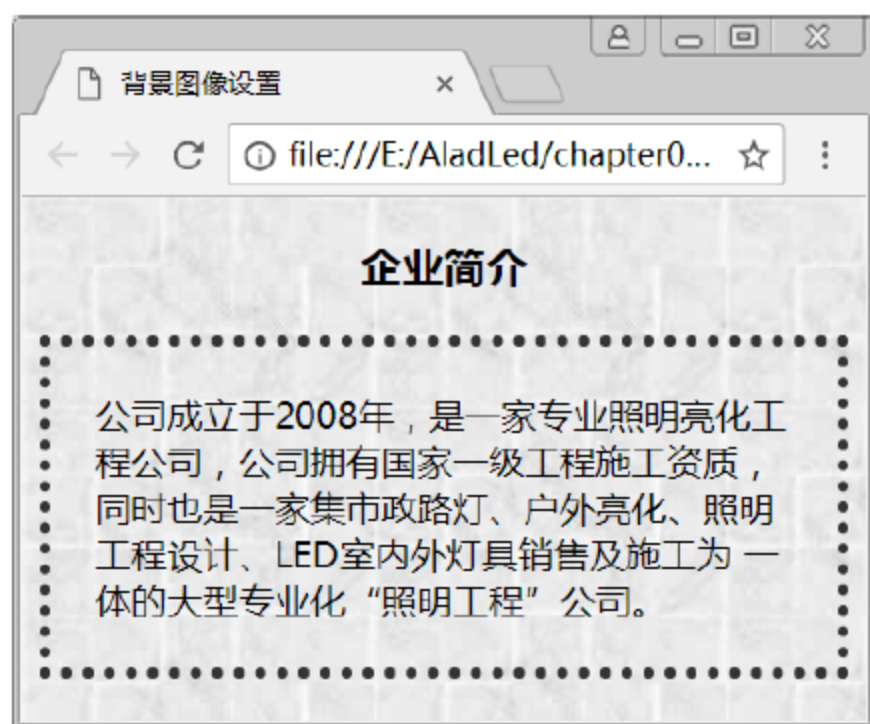 背景图像设置
file:///E:/AladLed/chapter0...
企业简介
公司成立于2008年，是一家专业照明亮化工
程公司，公司拥有国家一级工程施工资质，
同时也是一家集市政路灯、户外亮化、照明
工程设计、LED室内外灯具销售及施工为 一
体的大型专业化“照明工程”公司。